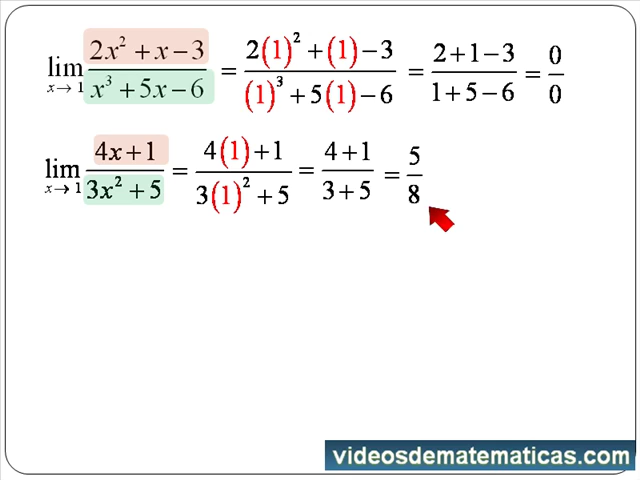 lim x→1 (2x² + x − 3)/(x³ + 5x − 6) = (2(1)² + (1) − 3)/((1)³ + 5(1) − 6) = (2 + 1 − 3)/(1 + 5 − 6) = 0/0
lim x→1 (4x + 1)/(3x² + 5) = (4(1) + 1)/(3(1)² + 5) = (4 + 1)/(3 + 5) = 5/8
videosdematematicas.com